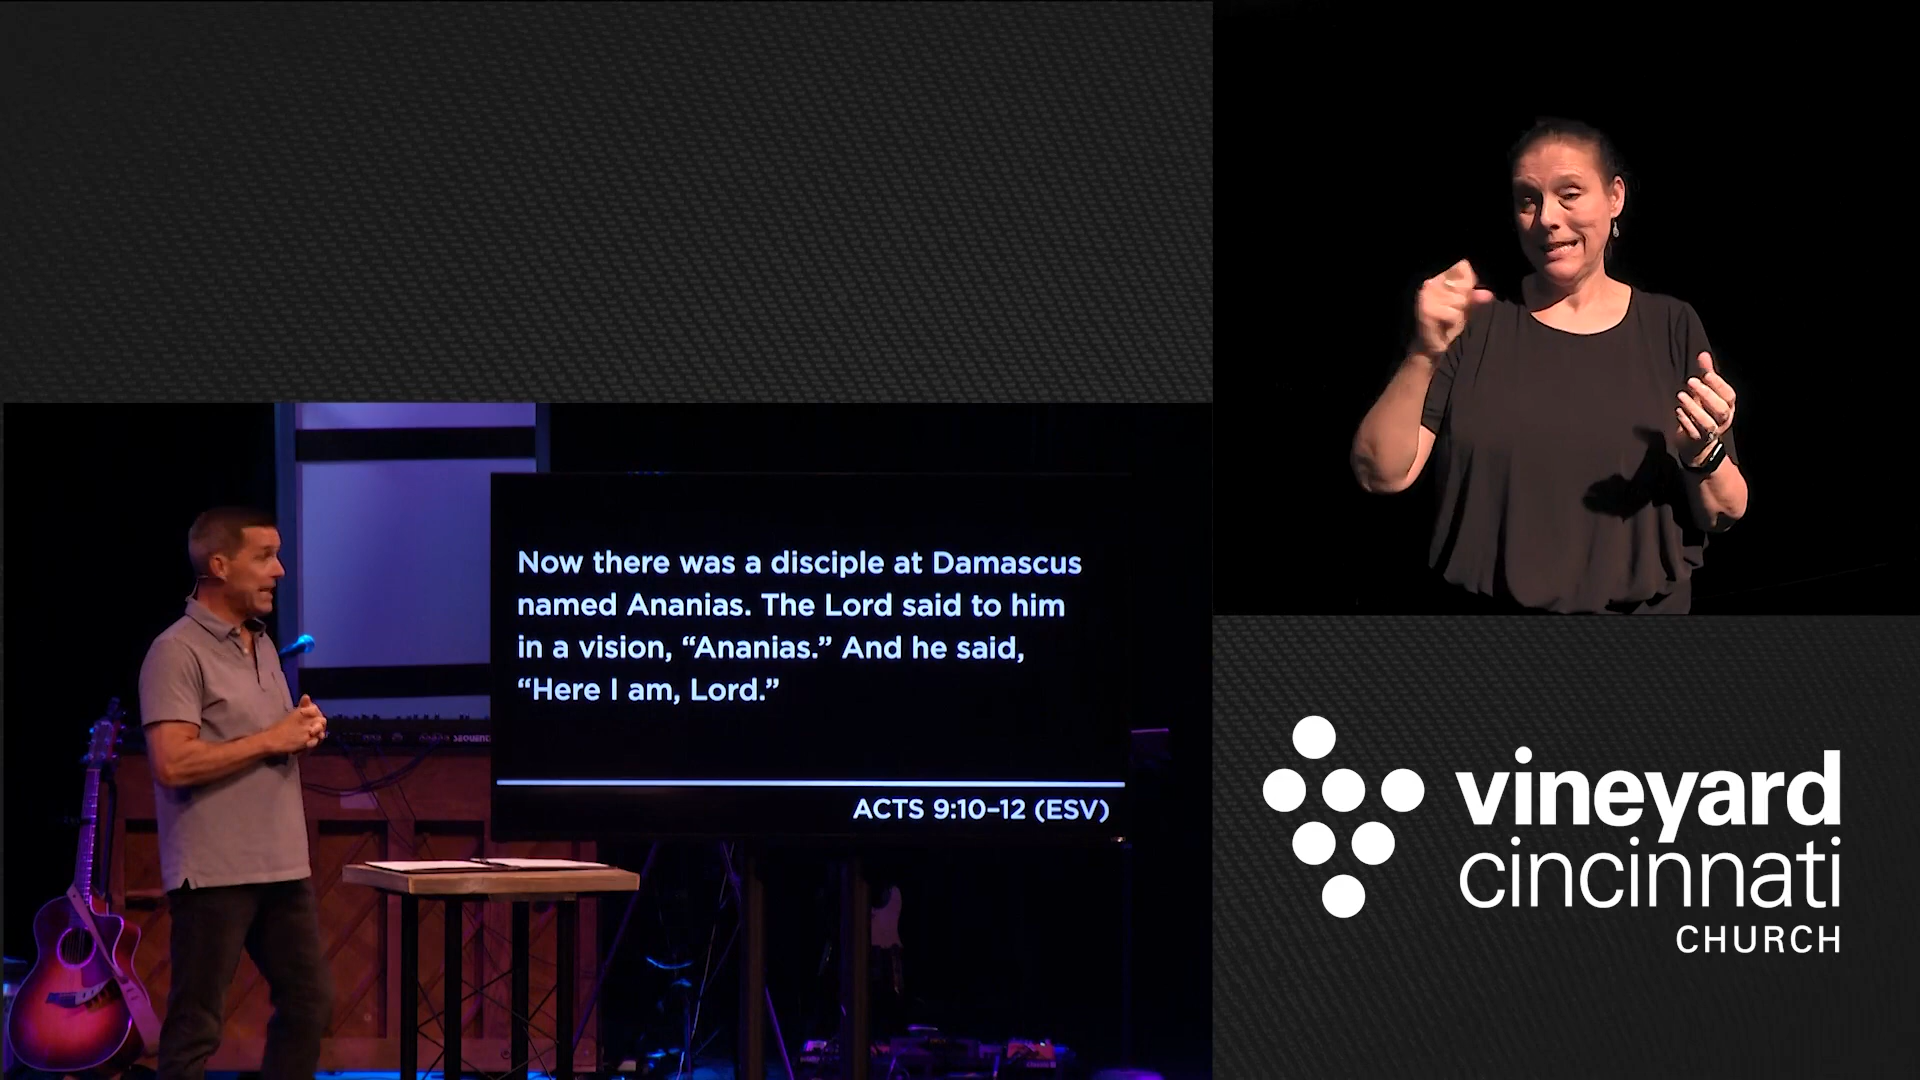 Now there was a disciple at Damascus
named Ananias. The Lord said to him
in a vision, “Ananias.” And he said,
“Here I am, Lord.”
ACTS 9:10–12 (ESV)
SEQUENT
vineyard
cincinnati
CHURCH